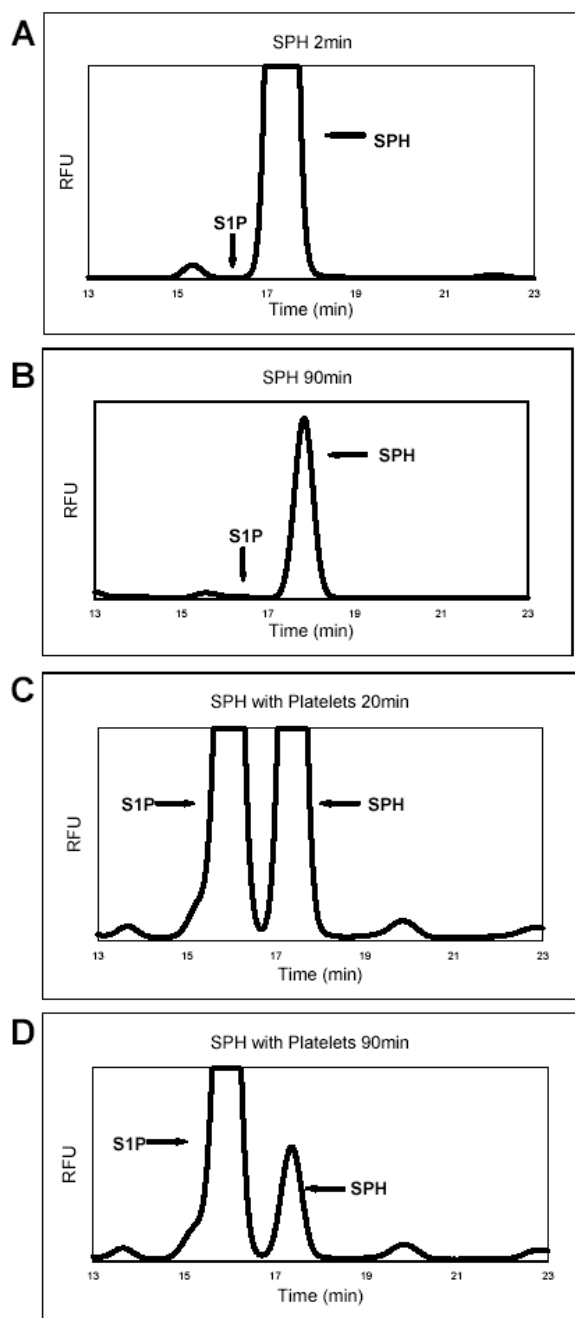 A
SPH 2min
RFU
SPH
S1P
13 15 17 19 21 23
Time (min)
B
SPH 90min
RFU
SPH
S1P
13 15 17 19 21 23
Time (min)
C
SPH with Platelets 20min
RFU
S1P
SPH
13 15 17 19 21 23
Time (min)
D
SPH with Platelets 90min
RFU
S1P
SPH
13 15 17 19 21 23
Time (min)